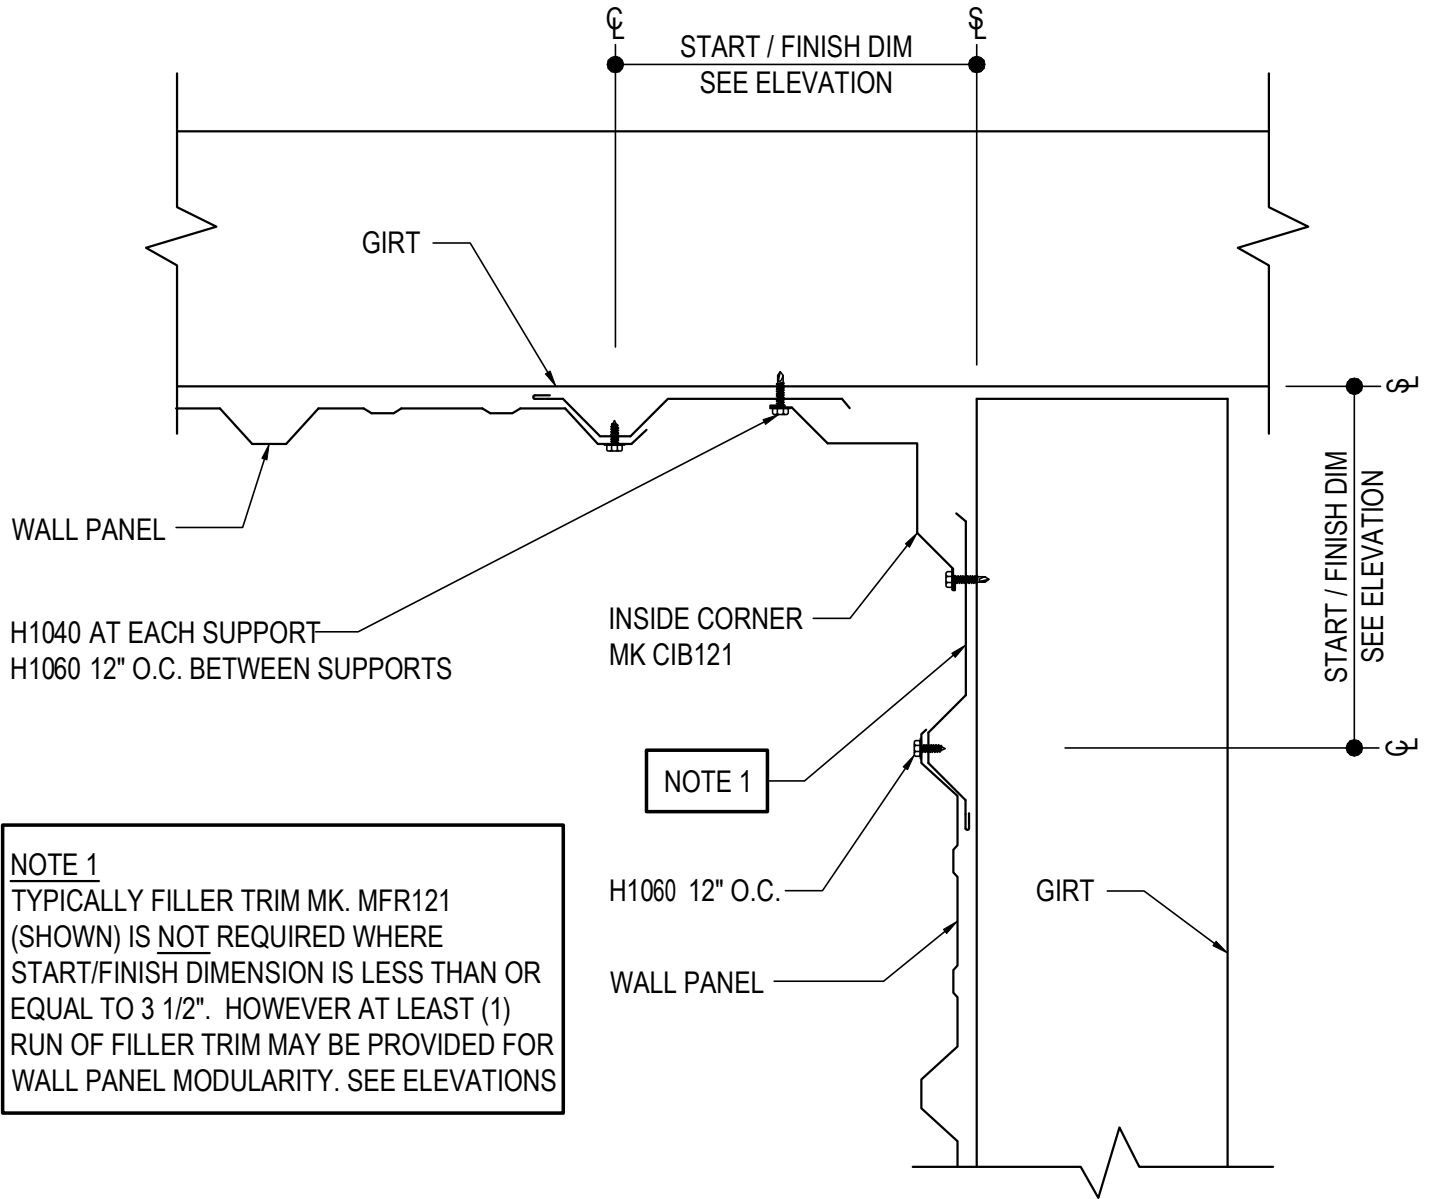 CL
SL
START / FINISH DIM
SEE ELEVATION
GIRT
SL
START / FINISH DIM
SEE ELEVATION
CL
WALL PANEL
H1040 AT EACH SUPPORT
H1060 12" O.C. BETWEEN SUPPORTS
INSIDE CORNER
MK CIB121
NOTE 1
H1060 12" O.C.
WALL PANEL
GIRT
NOTE 1
TYPICALLY FILLER TRIM MK. MFR121
(SHOWN) IS NOT REQUIRED WHERE
START/FINISH DIMENSION IS LESS THAN OR
EQUAL TO 3 1/2". HOWEVER AT LEAST (1)
RUN OF FILLER TRIM MAY BE PROVIDED FOR
WALL PANEL MODULARITY. SEE ELEVATIONS